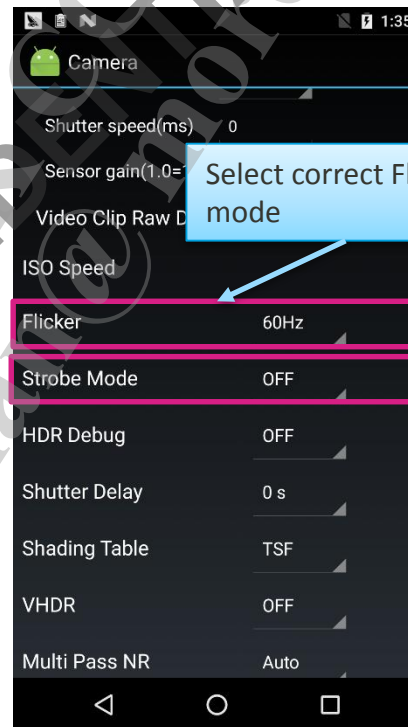 1:35
Camera
Shutter speed(ms) 0
Sensor gain(1.0=
Select correct Fl
mode
Video Clip Raw D
ISO Speed
Flicker 60Hz
Strobe Mode OFF
HDR Debug OFF
Shutter Delay 0 s
Shading Table TSF
VHDR OFF
Multi Pass NR Auto